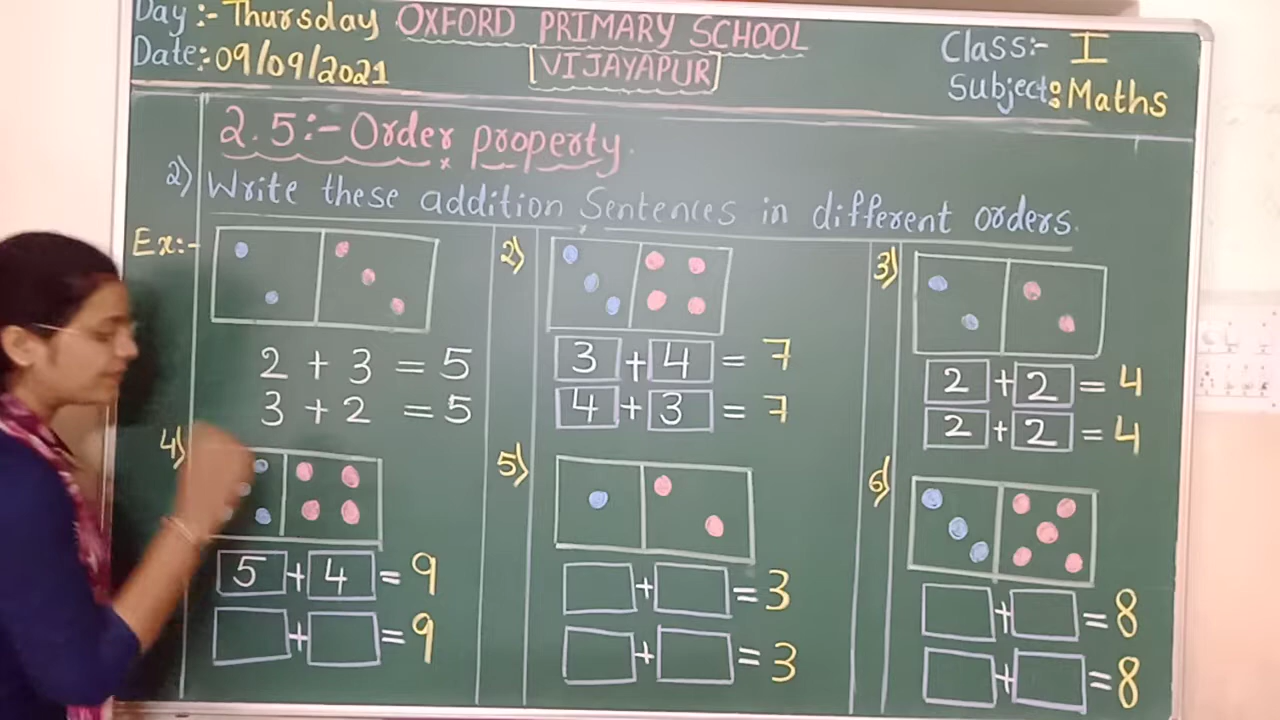 Day:- Thursday OXFORD PRIMARY SCHOOL
Date:- 09/09/2021 VIJAYAPUR
Class:- I
Subject: Maths
2.5:- Order property.
2) Write these addition Sentences in different orders.
Ex:-
2 + 3 = 5
3 + 2 = 5
2)
3 + 4 = 7
4 + 3 = 7
3)
2 + 2 = 4
2 + 2 = 4
4)
5 + 4 = 9
+ = 9
5)
+ = 3
+ = 3
6)
+ = 8
+ = 8